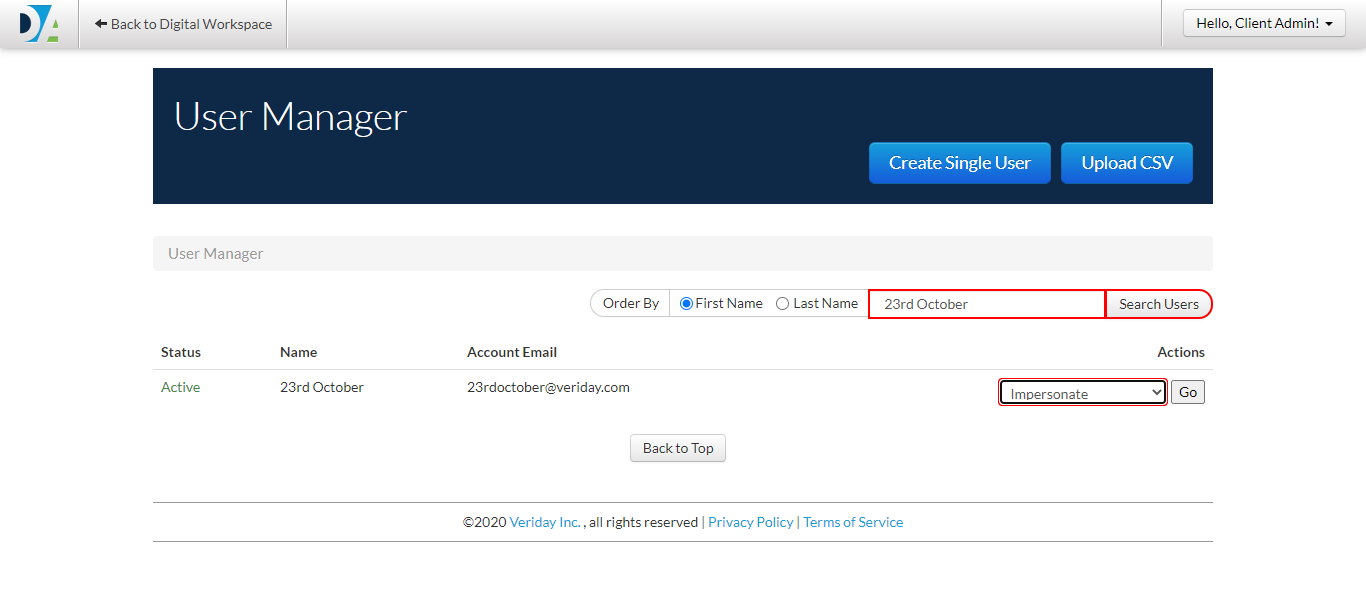 DA
Back to Digital Workspace
Hello, Client Admin!
User Manager
Create Single User
Upload CSV
User Manager
Order By First Name Last Name 23rd October Search Users
Status Name Account Email Actions
Active 23rd October 23rdoctober@veriday.com Impersonate Go
Back to Top
©2020 Veriday Inc. , all rights reserved | Privacy Policy | Terms of Service